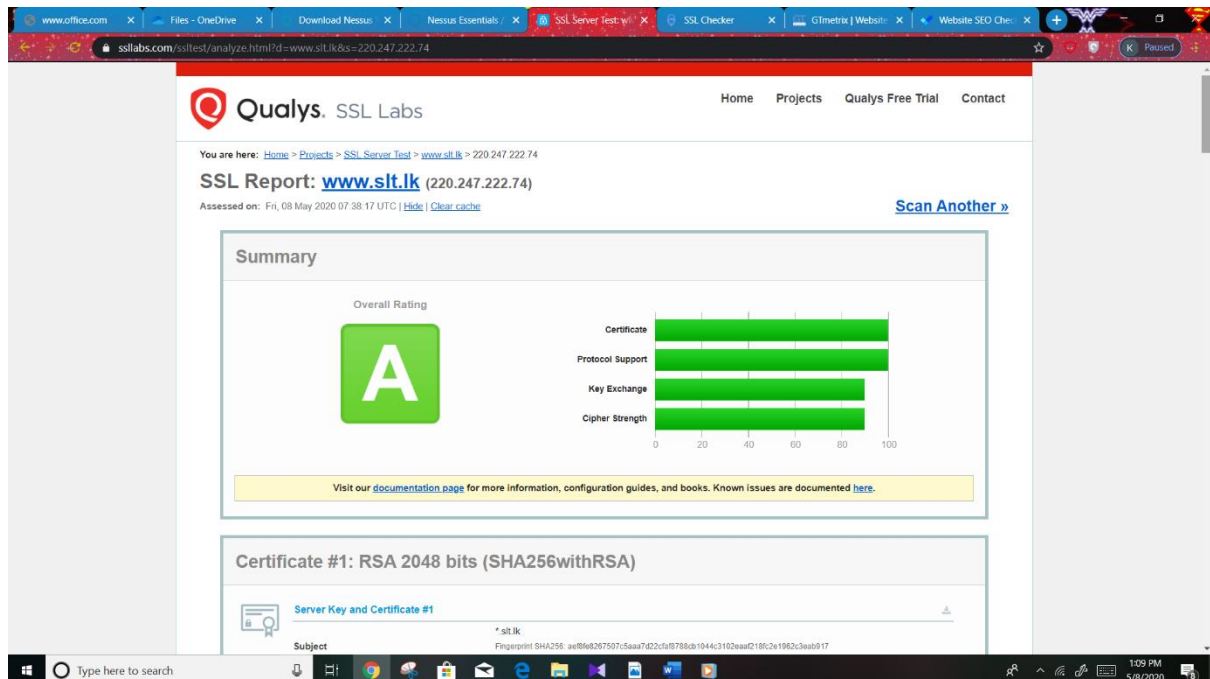 www.office.com
Files - OneDrive
Download Nessus
Nessus Essentials /
SSL Server Test:
SSL Checker
GTmetrix | Website
Website SEO Chec
ssllabs.com/ssltest/analyze.html?d=www.slt.lk&s=220.247.222.74
K Paused
Qualys. SSL Labs
Home Projects Qualys Free Trial Contact
You are here: Home > Projects > SSL Server Test > www.slt.lk > 220.247.222.74
SSL Report: www.slt.lk (220.247.222.74)
Assessed on: Fri, 08 May 2020 07:38:17 UTC | Hide | Clear cache
Scan Another »
Summary
Overall Rating
A
Certificate
Protocol Support
Key Exchange
Cipher Strength
0 20 40 60 80 100
Visit our documentation page for more information, configuration guides, and books. Known issues are documented here.
Certificate #1: RSA 2048 bits (SHA256withRSA)
Server Key and Certificate #1
*.slt.lk
Subject
Fingerprint SHA256:
Type here to search
1:09 PM
5/8/2020